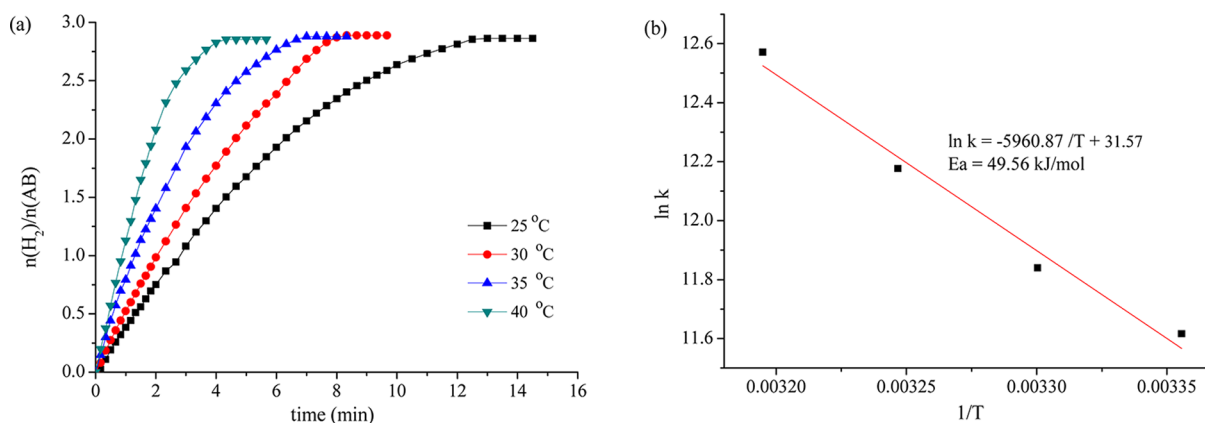 (a)
3.0
2.5
2.0
1.5
1.0
0.5
0.0
n(H₂)/n(AB)
0 2 4 6 8 10 12 14 16
time (min)
25 °C
30 °C
35 °C
40 °C
(b)
12.6
12.4
12.2
12.0
11.8
11.6
ln k
ln k = -5960.87 /T + 31.57
Ea = 49.56 kJ/mol
0.00320 0.00325 0.00330 0.00335
1/T